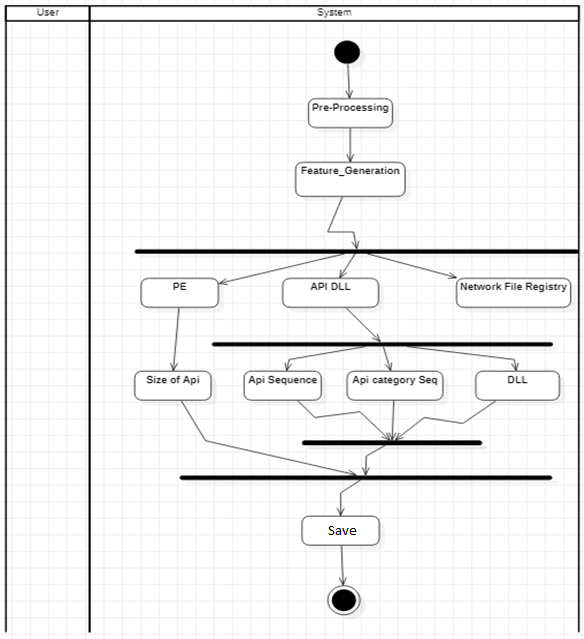 User
System
Pre-Processing
Feature_Generation
PE
API DLL
Network File Registry
Size of Api
Api Sequence
Api category Seq
DLL
Save